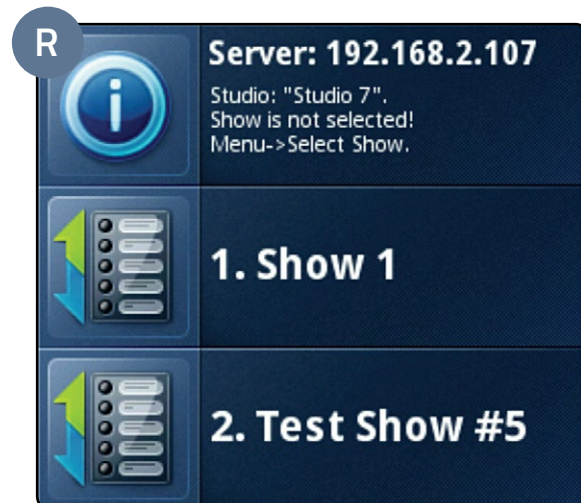 R
Server: 192.168.2.107
Studio: "Studio 7".
Show is not selected!
Menu->Select Show.
1. Show 1
2. Test Show #5